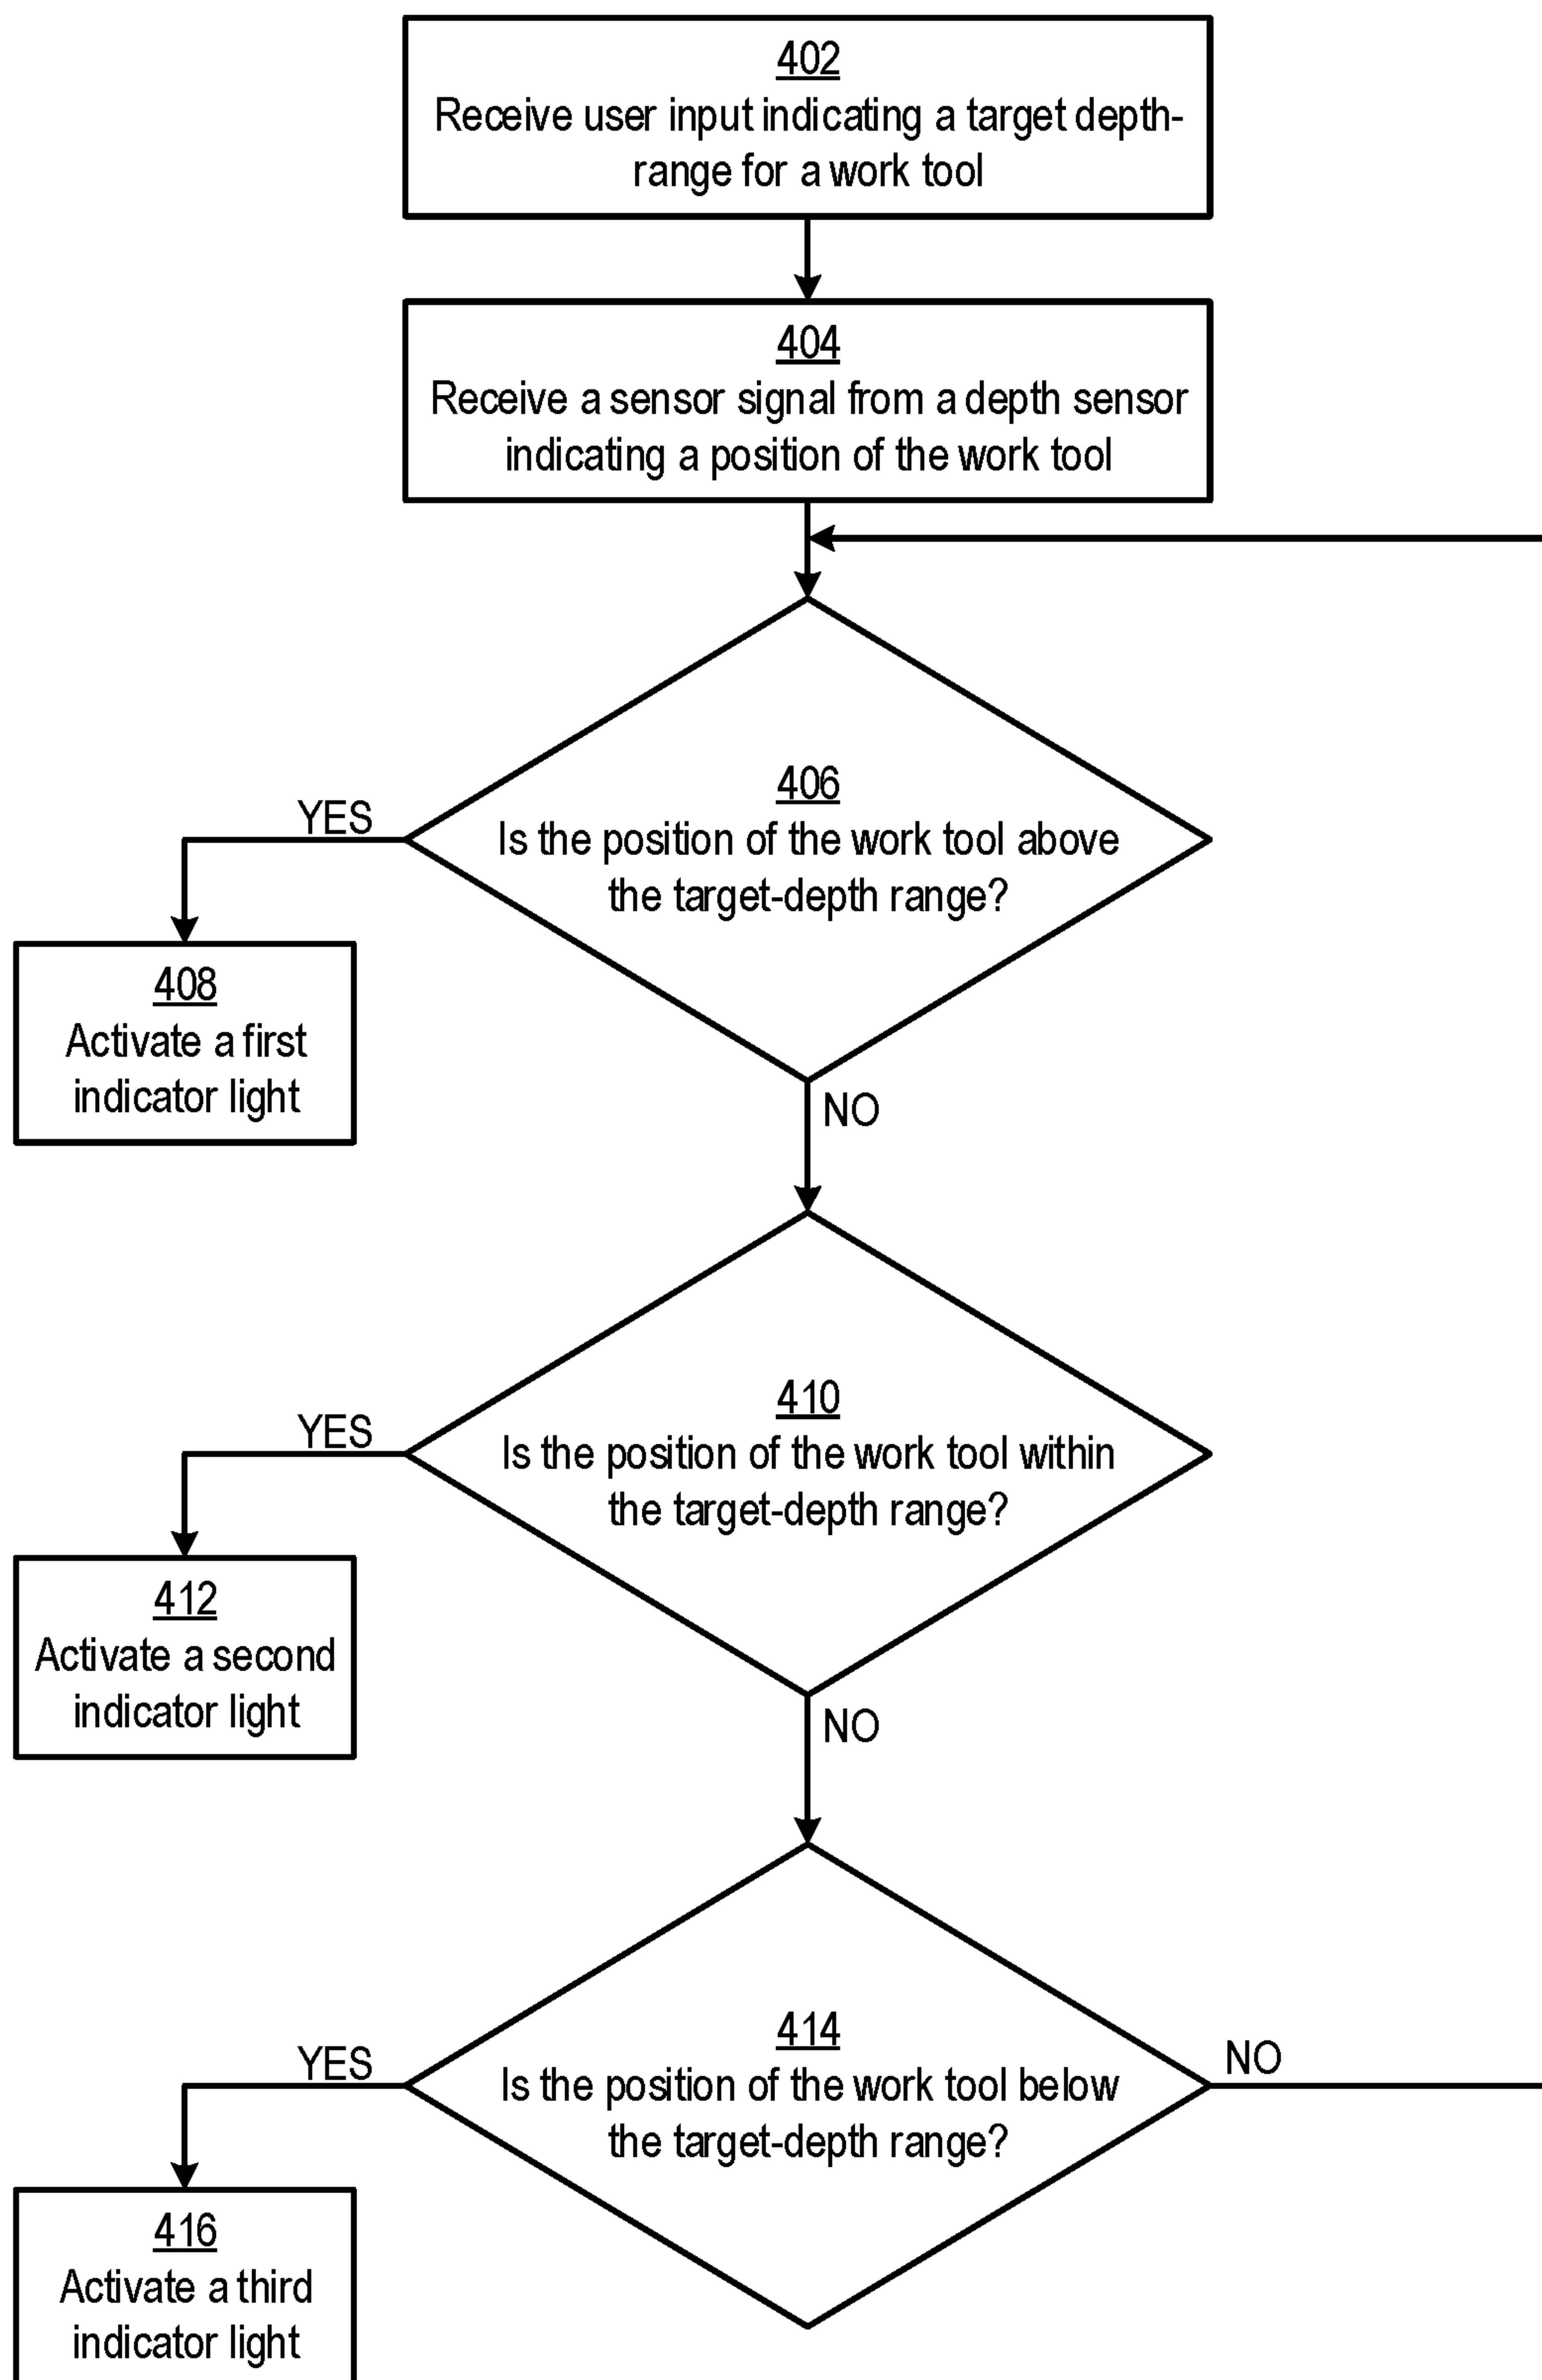 402
Receive user input indicating a target depth-
range for a work tool
404
Receive a sensor signal from a depth sensor
indicating a position of the work tool
406
Is the position of the work tool above
the target-depth range?
YES
408
Activate a first
indicator light
NO
410
Is the position of the work tool within
the target-depth range?
YES
412
Activate a second
indicator light
NO
414
Is the position of the work tool below
the target-depth range?
YES
NO
416
Activate a third
indicator light